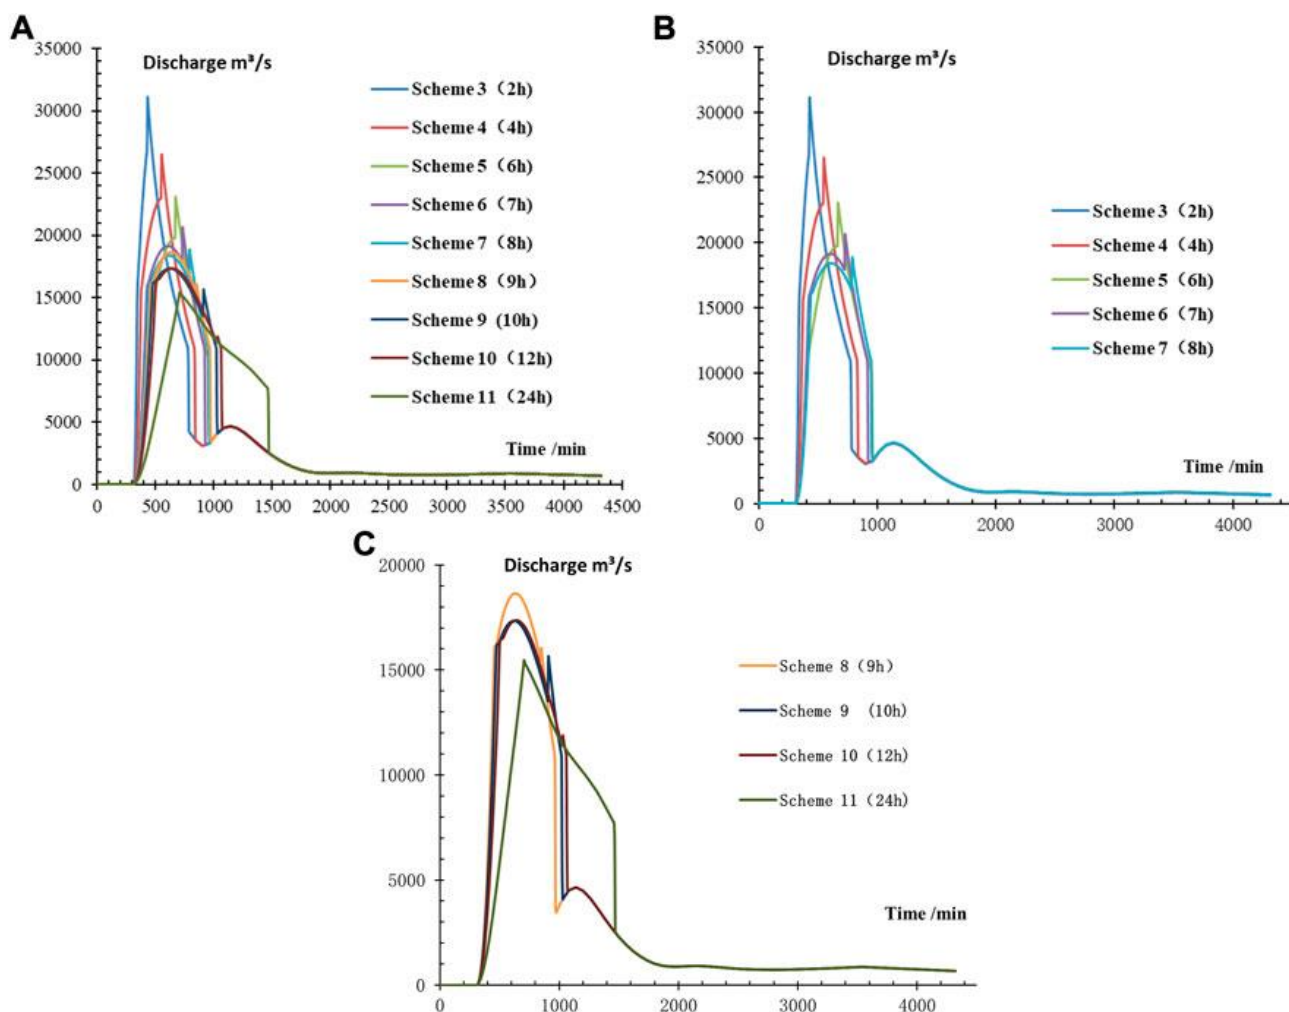 A
Discharge m³/s
35000
30000
25000
20000
15000
10000
5000
0
Scheme 3（2h)
Scheme 4（4h)
Scheme 5（6h)
Scheme 6（7h)
Scheme 7（8h)
Scheme 8（9h）
Scheme 9 (10h)
Scheme 10（12h)
Scheme 11（24h)
Time /min
0 500 1000 1500 2000 2500 3000 3500 4000 4500
B
Discharge m³/s
35000
30000
25000
20000
15000
10000
5000
0
Scheme 3（2h)
Scheme 4（4h)
Scheme 5（6h)
Scheme 6（7h)
Scheme 7（8h)
Time /min
0 1000 2000 3000 4000
C
Discharge m³/s
20000
15000
10000
5000
0
Scheme 8（9h）
Scheme 9 (10h)
Scheme 10（12h)
Scheme 11（24h)
Time /min
0 1000 2000 3000 4000